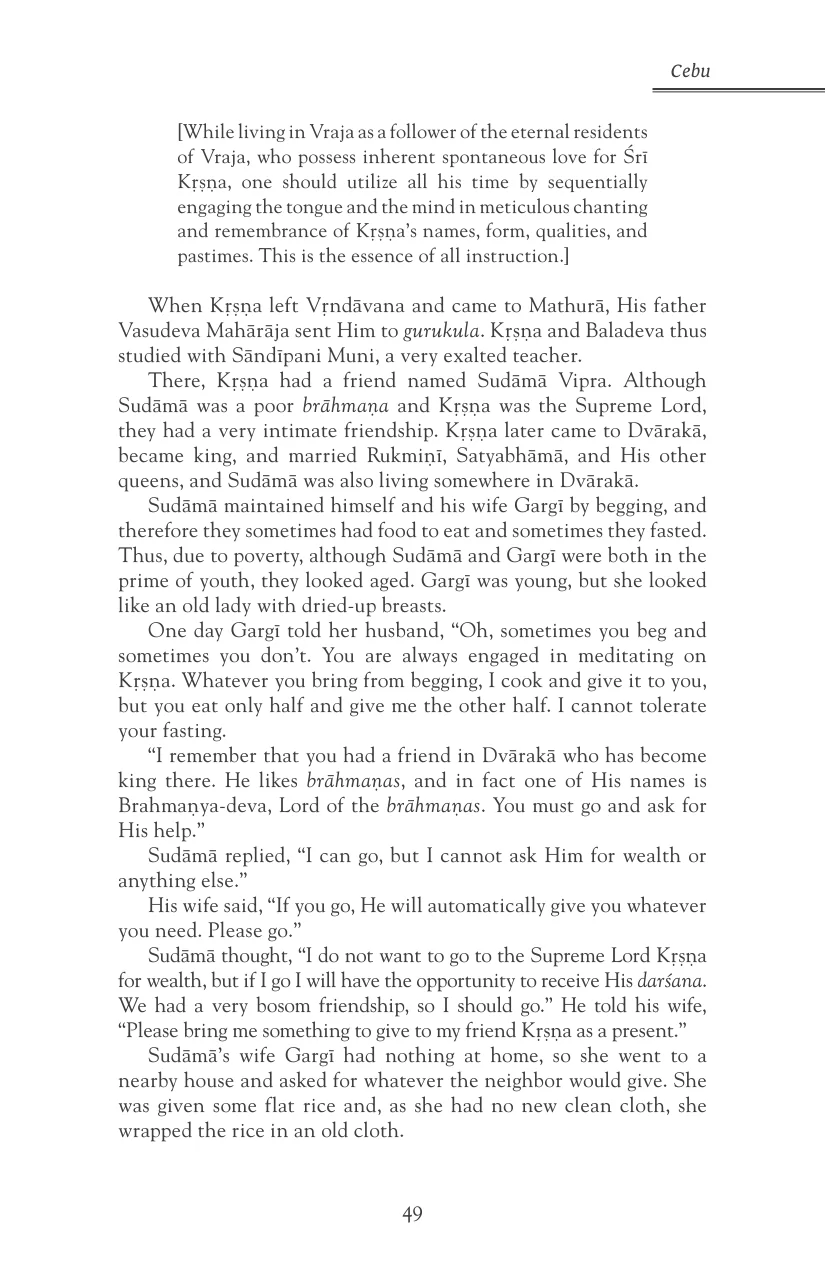 Cebu
[While living in Vraja as a follower of the eternal residents
of Vraja, who possess inherent spontaneous love for Śrī
Kṛṣṇa, one should utilize all his time by sequentially
engaging the tongue and the mind in meticulous chanting
and remembrance of Kṛṣṇa’s names, form, qualities, and
pastimes. This is the essence of all instruction.]
When Kṛṣṇa left Vṛndāvana and came to Mathurā, His father
Vasudeva Mahārāja sent Him to gurukula. Kṛṣṇa and Baladeva thus
studied with Sāndīpani Muni, a very exalted teacher.
There, Kṛṣṇa had a friend named Sudāmā Vipra. Although
Sudāmā was a poor brāhmaṇa and Kṛṣṇa was the Supreme Lord,
they had a very intimate friendship. Kṛṣṇa later came to Dvārakā,
became king, and married Rukmiṇī, Satyabhāmā, and His other
queens, and Sudāmā was also living somewhere in Dvārakā.
Sudāmā maintained himself and his wife Gargī by begging, and
therefore they sometimes had food to eat and sometimes they fasted.
Thus, due to poverty, although Sudāmā and Gargī were both in the
prime of youth, they looked aged. Gargī was young, but she looked
like an old lady with dried-up breasts.
One day Gargī told her husband, “Oh, sometimes you beg and
sometimes you don’t. You are always engaged in meditating on
Kṛṣṇa. Whatever you bring from begging, I cook and give it to you,
but you eat only half and give me the other half. I cannot tolerate
your fasting.
“I remember that you had a friend in Dvārakā who has become
king there. He likes brāhmaṇas, and in fact one of His names is
Brahmaṇya-deva, Lord of the brāhmaṇas. You must go and ask for
His help.”
Sudāmā replied, “I can go, but I cannot ask Him for wealth or
anything else.”
His wife said, “If you go, He will automatically give you whatever
you need. Please go.”
Sudāmā thought, “I do not want to go to the Supreme Lord Kṛṣṇa
for wealth, but if I go I will have the opportunity to receive His darśana.
We had a very bosom friendship, so I should go.” He told his wife,
“Please bring me something to give to my friend Kṛṣṇa as a present.”
Sudāmā’s wife Gargī had nothing at home, so she went to a
nearby house and asked for whatever the neighbor would give. She
was given some flat rice and, as she had no new clean cloth, she
wrapped the rice in an old cloth.
49